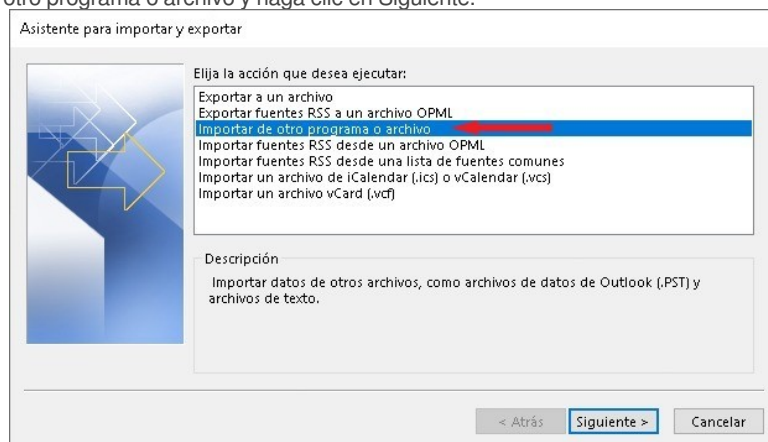 otro programa o archivo y haga clic en Siguiente.
Asistente para importar y exportar
Elija la acción que desea ejecutar:
Exportar a un archivo
Exportar fuentes RSS a un archivo OPML
Importar de otro programa o archivo
Importar fuentes RSS desde un archivo OPML
Importar fuentes RSS desde una lista de fuentes comunes
Importar un archivo de iCalendar (.ics) o vCalendar (.vcs)
Importar un archivo vCard (.vcf)
Descripción
Importar datos de otros archivos, como archivos de datos de Outlook (.PST) y
archivos de texto.
< Atrás Siguiente > Cancelar